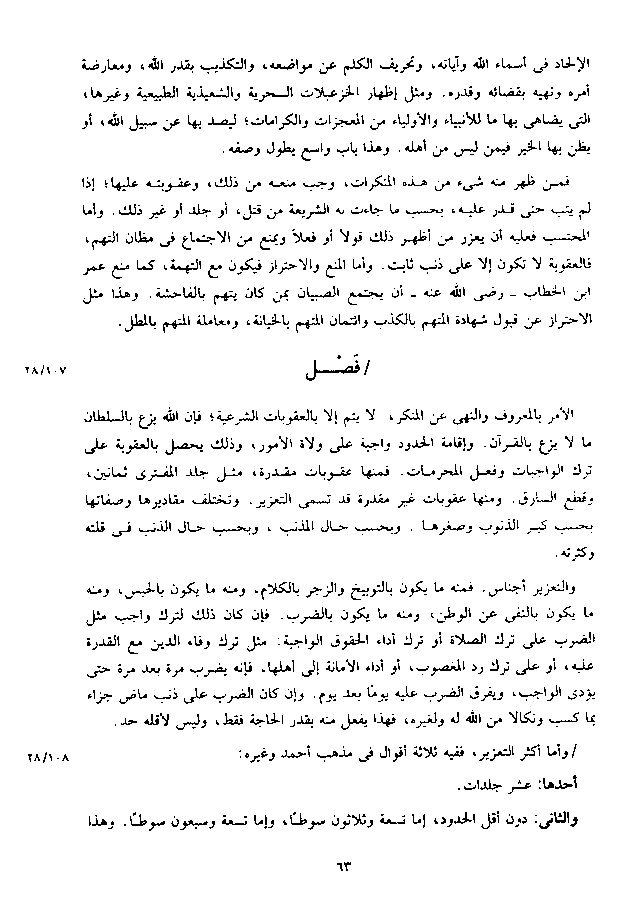 الإلحاد فى أسماء الله وآياته، وتحريف الكلم عن مواضعه، والتكذيب بقدر الله، ومعارضة
أمره ونهيه بقضائه وقدره. ومثل إظهار الخزعبلات السحرية والشعبذية الطبيعية وغيرها،
التى يضاهى بها ما للأنبياء والأولياء من المعجزات والكرامات؛ ليصد بها عن سبيل الله، أو
يظن بها الخير فيمن ليس من أهله. وهذا باب واسع يطول وصفه.
فمن ظهر منه شىء من هذه المنكرات، وجب منعه من ذلك، وعقوبته عليها؛ إذا
لم يتب حتى قدر عليه، بحسب ما جاءت به الشريعة من قتل، أو جلد أو غير ذلك. وأما
المحتسب فعليه أن يعزر من أظهر ذلك قولا أو فعلاً ويمنع من الاجتماع فى مظان التهم،
فالعقوبة لا تكون إلا على ذنب ثابت. وأما المنع والاحتراز فيكون مع التهمة، كما منع عمر
ابن الخطاب ـ رضى الله عنه ـ أن يجتمع الصبيان بمن كان يتهم بالفاحشة. وهذا مثل
الاحتراز عن قبول شهادة المتهم بالكذب وائتمان المتهم بالخيانة، ومعاملة المتهم بالمطل.
/ فَصْــل
٢٨/١٠٧
الأمر بالمعروف والنهى عن المنكر، لا يتم إلا بالعقوبات الشرعية؛ فإن الله يزع بالسلطان
ما لا يزع بالقرآن. وإقامة الحدود واجبة على ولاة الأمور، وذلك يحصل بالعقوبة على
ترك الواجبات وفعل المحرمات. فمنها عقوبات مقدرة، مثل جلد المفترى ثمانين،
وقطع السارق. ومنها عقوبات غير مقدرة قد تسمى التعزير. وتختلف مقاديرها وصفاتها
بحسب كبر الذنوب وصغرها . وبحسب حال المذنب ، وبحسب حال الذنب فى قلته
وكثرته.
والتعزير أجناس. فمنه ما يكون بالتوبيخ والزجر بالكلام، ومنه ما يكون بالحبس، ومنه
ما يكون بالنفى عن الوطن، ومنه ما يكون بالضرب. فإن كان ذلك لترك واجب مثل
الضرب على ترك الصلاة أو ترك أداء الحقوق الواجبة: مثل ترك وفاء الدين مع القدرة
عليه، أو على ترك رد المغصوب، أو أداء الأمانة إلى أهلها، فإنه يضرب مرة بعد مرة حتى
يؤدى الواجب، ويفرق الضرب عليه يومًا بعد يوم. وإن كان الضرب على ذنب ماض جزاء
بما كسب ونكالا من الله له ولغيره، فهذا يفعل منه بقدر الحاجة فقط، وليس لأقله حد.
/ وأما أكثر التعزير، ففيه ثلاثة أقوال فى مذهب أحمد وغيره:
٢٨/١٠٨
أحدها: عشر جلدات.
والثانى: دون أقل الحدود، إما تسعة وثلاثون سوطًا، وإما تسعة وسبعون سوطًا. وهذا
٦٣